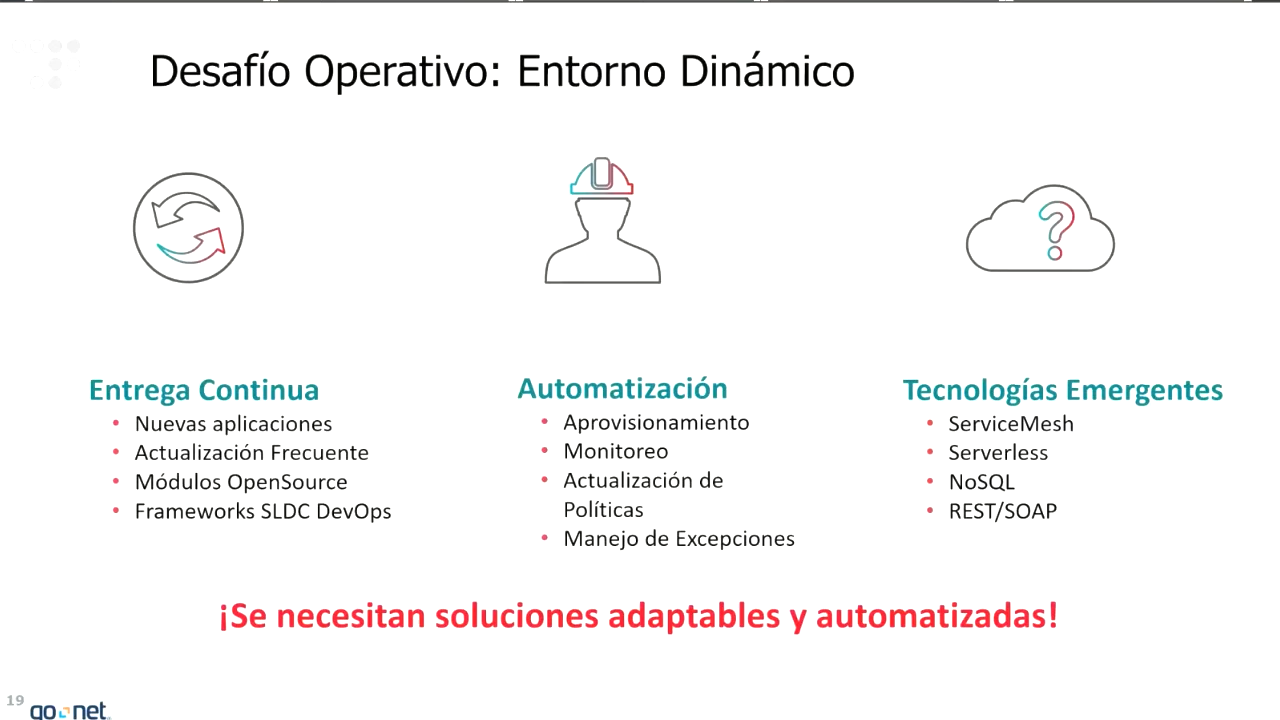 Desafío Operativo: Entorno Dinámico
Entrega Continua
• Nuevas aplicaciones
• Actualización Frecuente
• Módulos OpenSource
• Frameworks SLDC DevOps
Automatización
• Aprovisionamiento
• Monitoreo
• Actualización de
Políticas
• Manejo de Excepciones
Tecnologías Emergentes
• ServiceMesh
• Serverless
• NoSQL
• REST/SOAP
¡Se necesitan soluciones adaptables y automatizadas!
19
go net